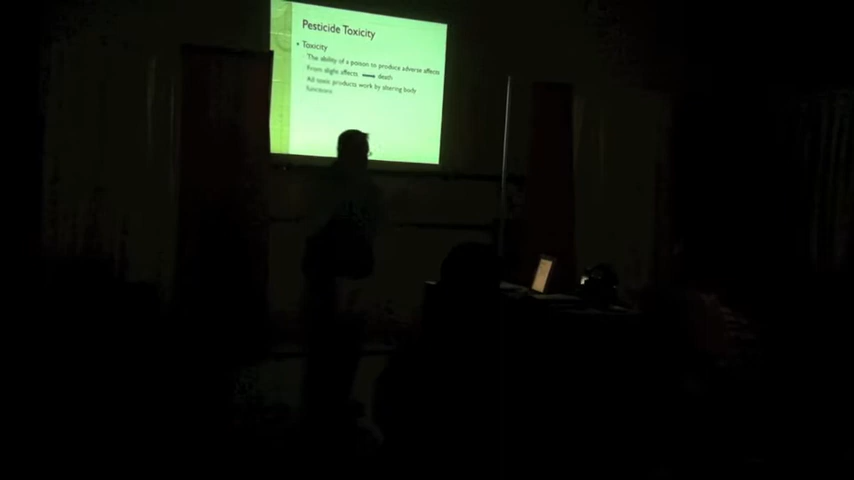 Pesticide Toxicity
• Toxicity
The ability of a poison to produce adverse effects
From slight effects death
All toxic products work by altering body
functions